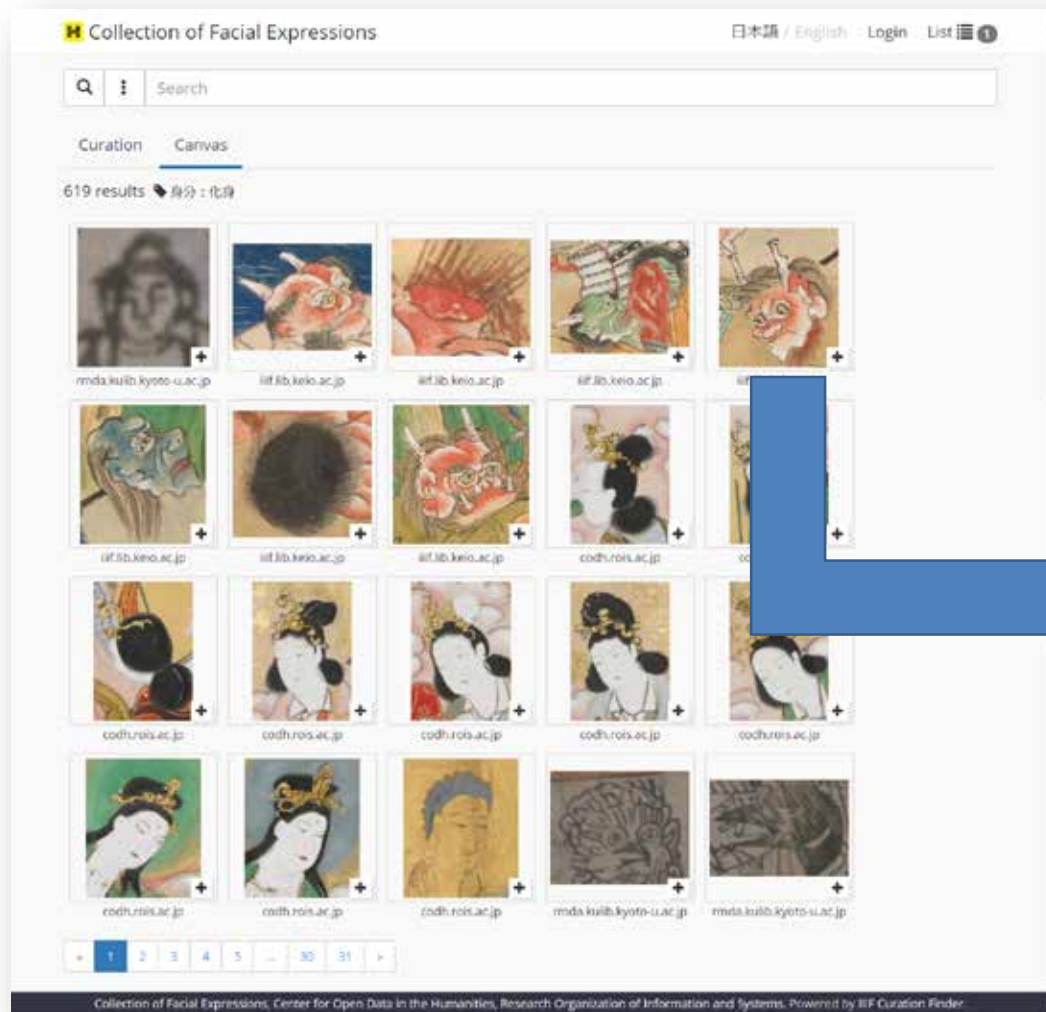 Collection of Facial Expressions
日本語 / English Login List 1
Search
Curation Canvas
619 results 身分 : 化身
rmda.kulib.kyoto-u.ac.jp iiif.lib.keio.ac.jp iiif.lib.keio.ac.jp iiif.lib.keio.ac.jp
iiif.lib.keio.ac.jp iiif.lib.keio.ac.jp iiif.lib.keio.ac.jp codh.rois.ac.jp
codh.rois.ac.jp codh.rois.ac.jp codh.rois.ac.jp codh.rois.ac.jp codh.rois.ac.jp
codh.rois.ac.jp codh.rois.ac.jp codh.rois.ac.jp rmda.kulib.kyoto-u.ac.jp rmda.kulib.kyoto-u.ac.jp
« 1 2 3 4 5 ... 30 31 »
Collection of Facial Expressions, Center for Open Data in the Humanities, Research Organization of Information and Systems. Powered by IIIF Curation Finder.